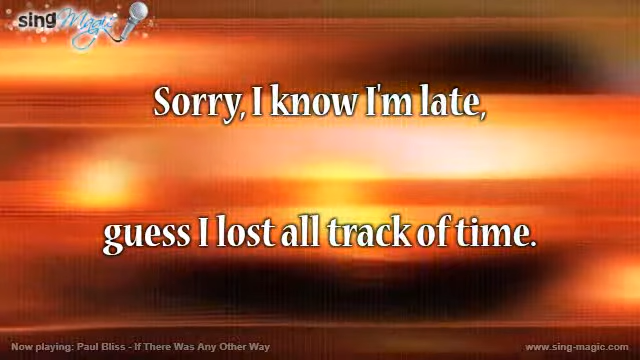 sing Magic
Sorry, I know I'm late,
guess I lost all track of time.
Now playing: Paul Bliss - If There Was Any Other Way
www.sing-magic.com